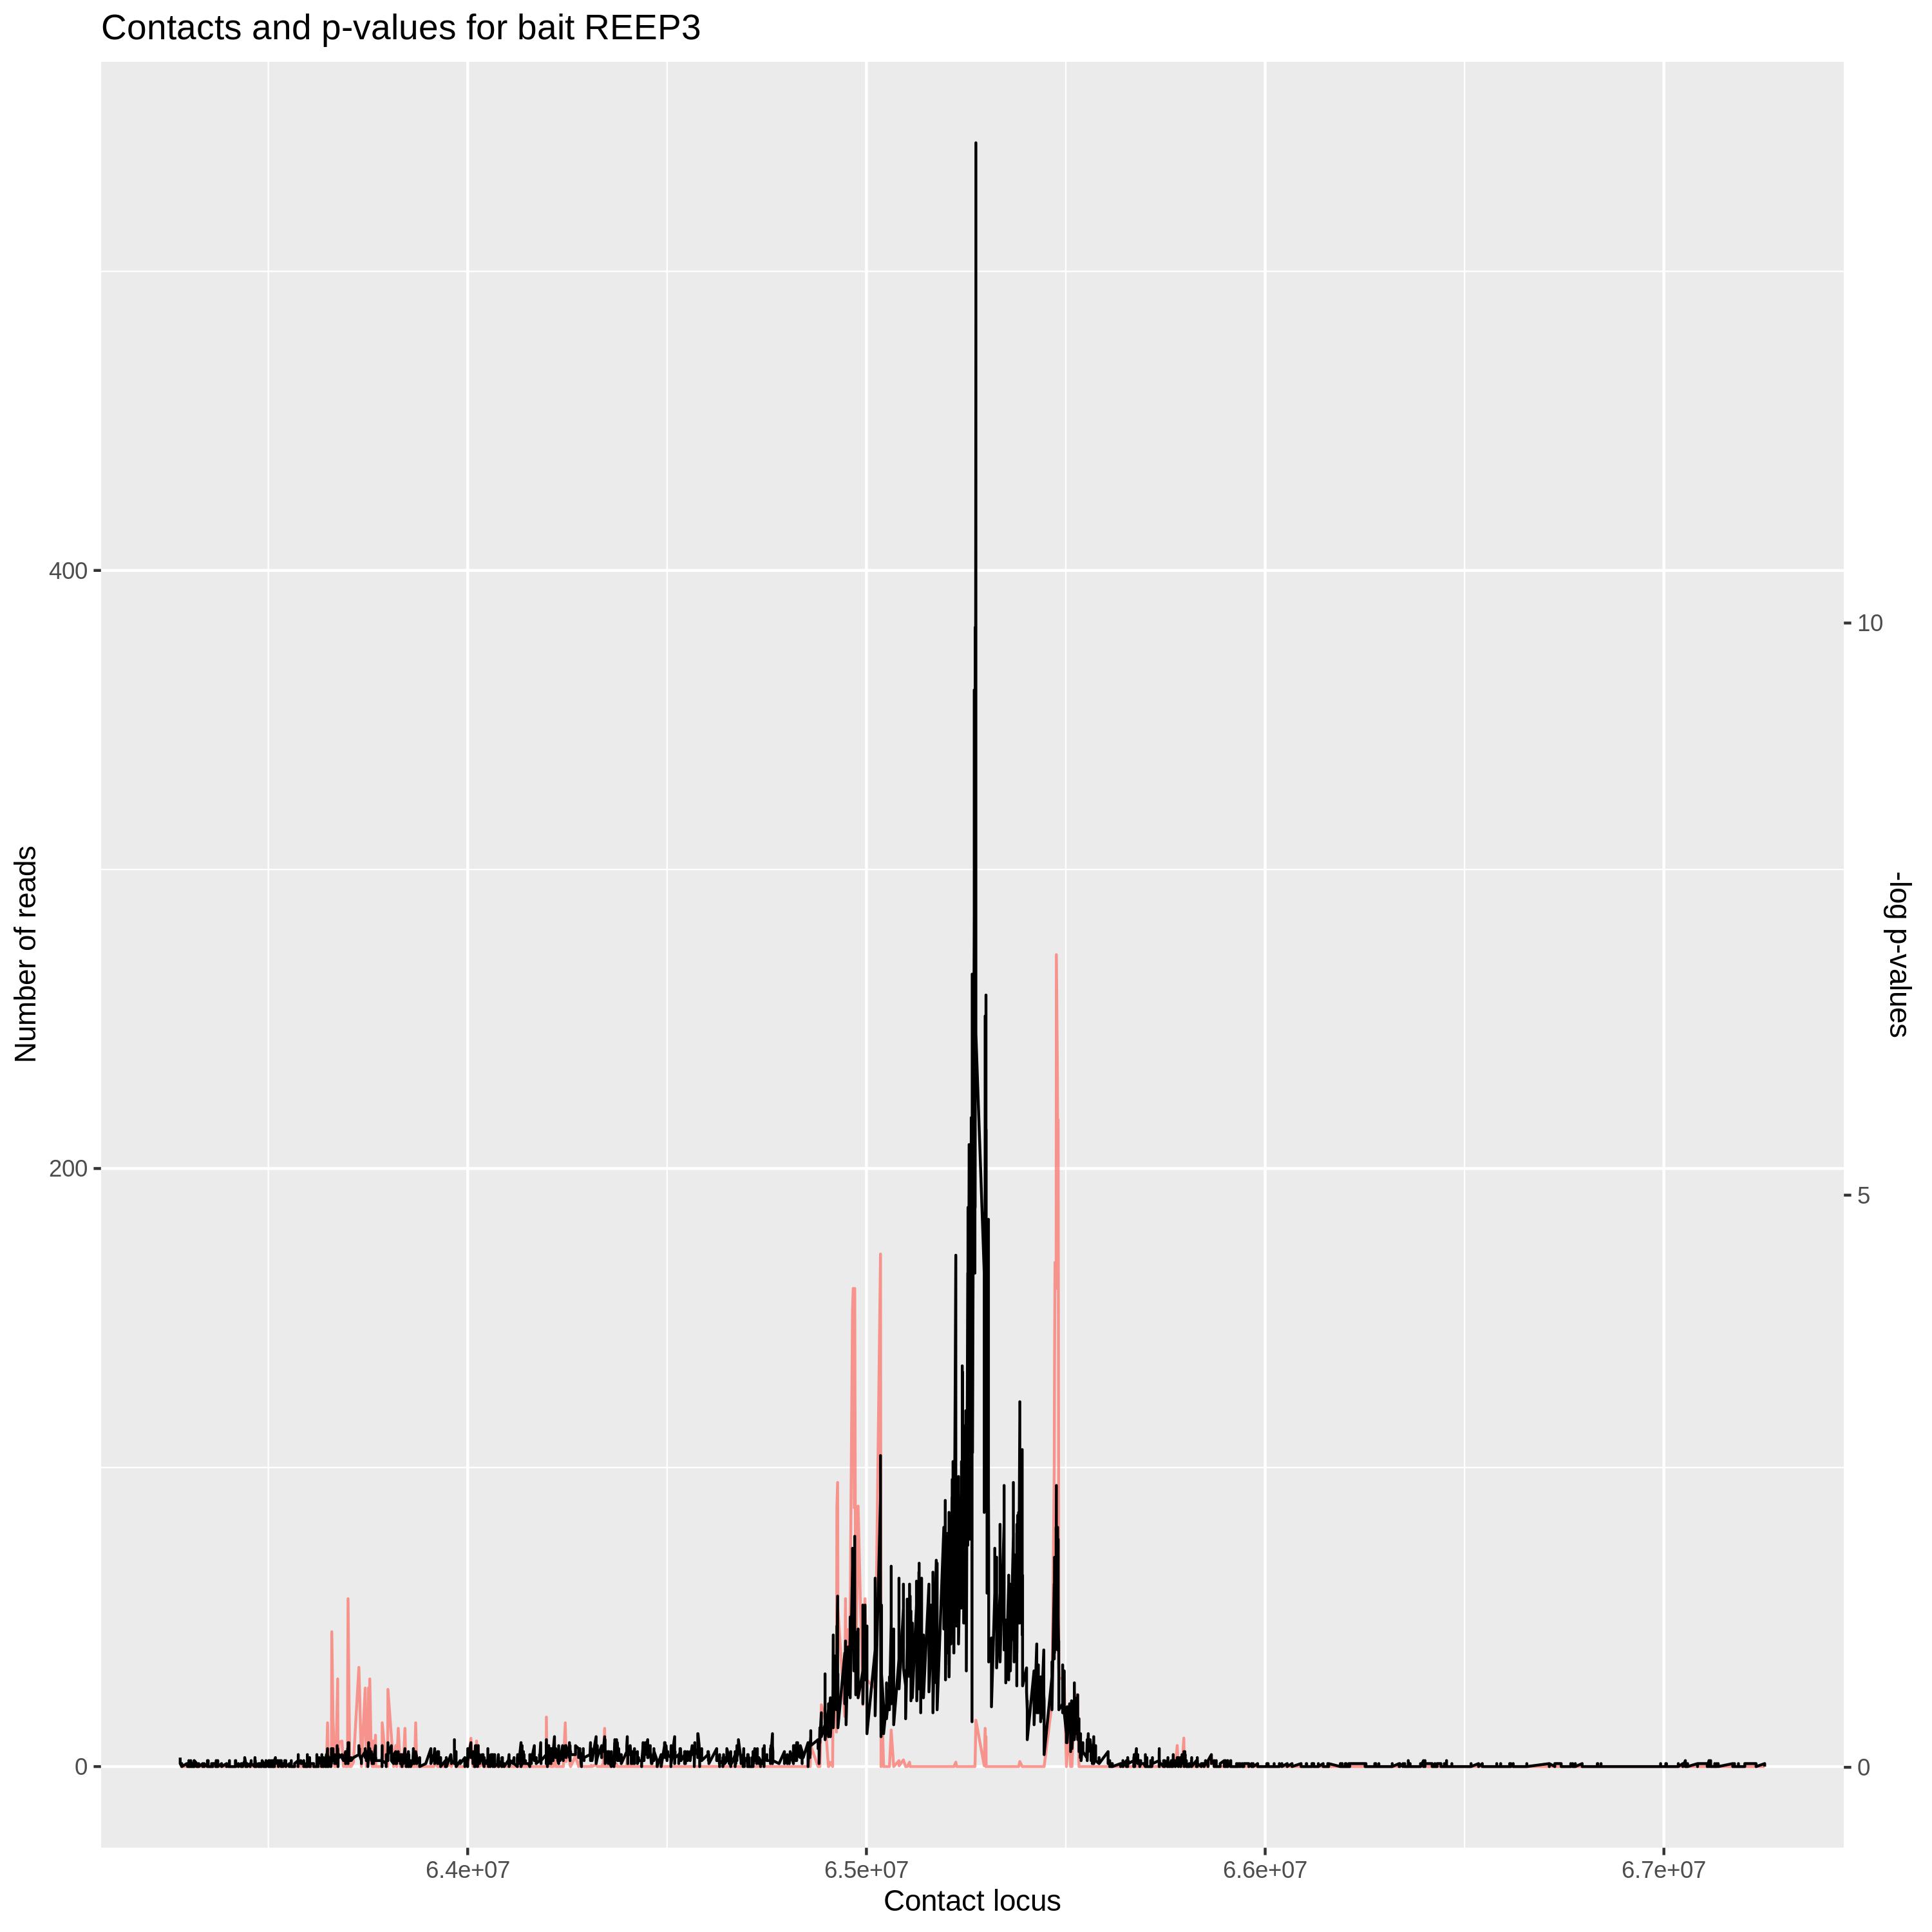 Contacts and p-values for bait REEP3
400
200
0
Number of reads
10
5
0
-log p-values
6.4e+07
6.5e+07
6.6e+07
6.7e+07
Contact locus